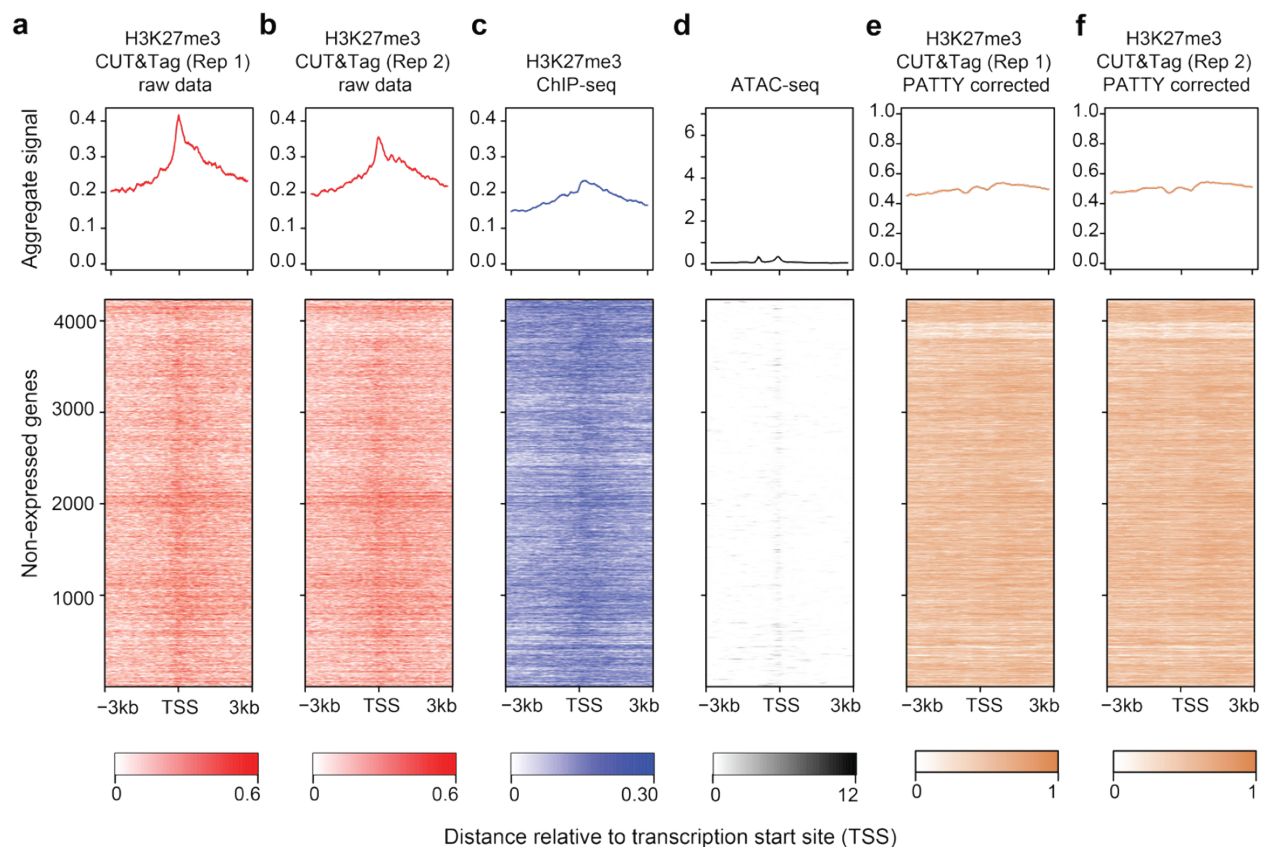 a
H3K27me3
CUT&Tag (Rep 1)
raw data
b
H3K27me3
CUT&Tag (Rep 2)
raw data
c
H3K27me3
ChIP-seq
d
ATAC-seq
e
H3K27me3
CUT&Tag (Rep 1)
PATTY corrected
f
H3K27me3
CUT&Tag (Rep 2)
PATTY corrected
Aggregate signal
0.4
0.3
0.2
0.1
0.0
0.4
0.3
0.2
0.1
0.0
0.4
0.3
0.2
0.1
0.0
6
4
2
0
1.0
0.8
0.6
0.4
0.2
0.0
1.0
0.8
0.6
0.4
0.2
0.0
Non-expressed genes
4000
3000
2000
1000
−3kb TSS 3kb
−3kb TSS 3kb
−3kb TSS 3kb
−3kb TSS 3kb
−3kb TSS 3kb
−3kb TSS 3kb
0 0.6
0 0.6
0 0.30
0 12
0 1
0 1
Distance relative to transcription start site (TSS)